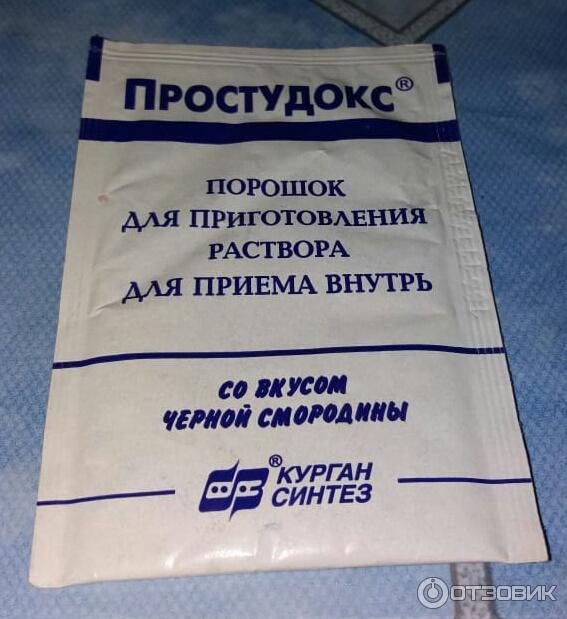 ПРОСТУДОКС®
ПОРОШОК
ДЛЯ ПРИГОТОВЛЕНИЯ
РАСТВОРА
ДЛЯ ПРИЕМА ВНУТРЬ
СО ВКУСОМ
ЧЕРНОЙ СМОРОДИНЫ
® КУРГАН
СИНТЕЗ
ОТЗОВИК